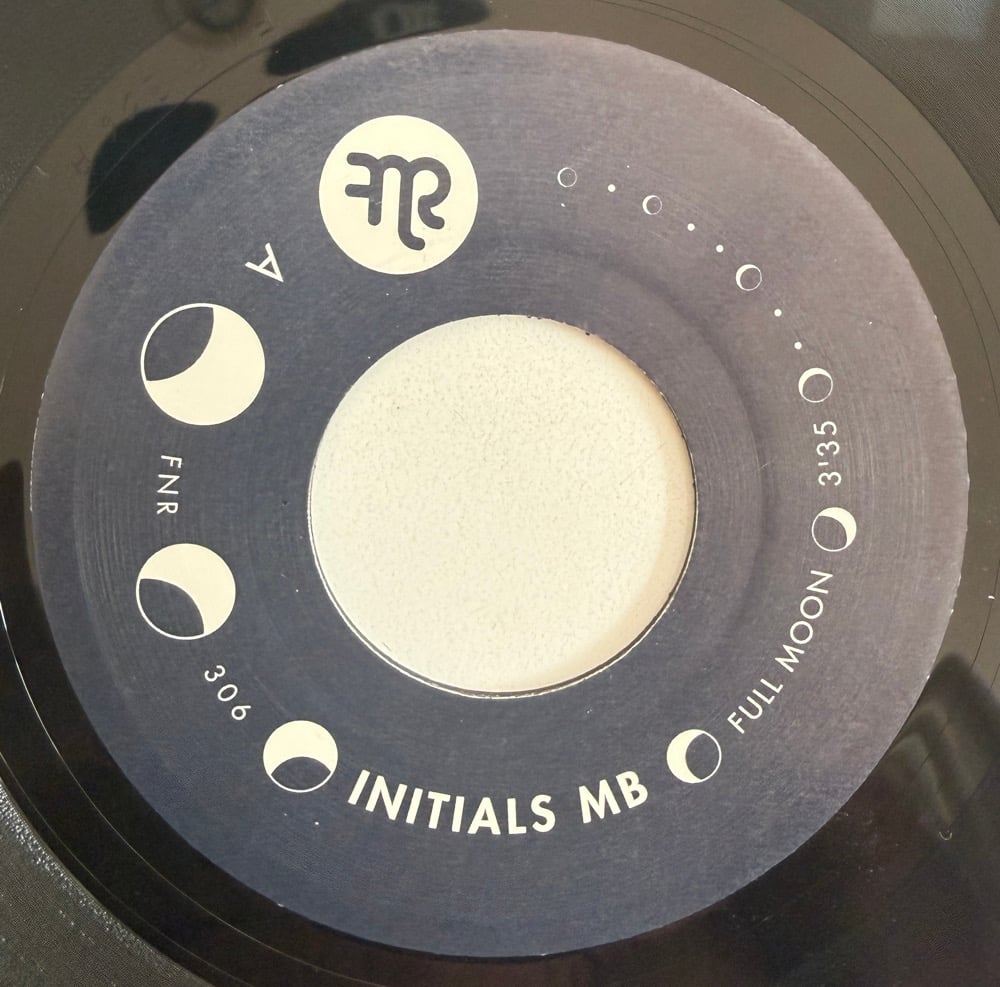 A
FNR
306
INITIALS MB
FULL MOON
3'35